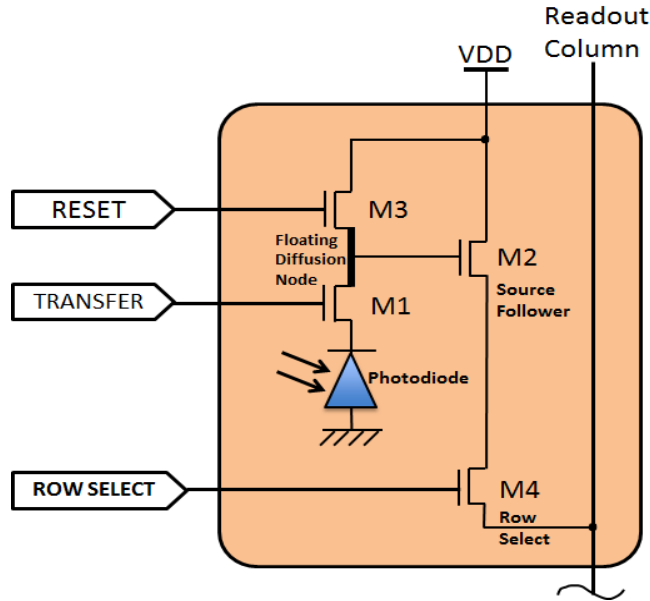 Readout
Column
VDD
RESET
M3
Floating
Diffusion
Node
M2
Source
Follower
TRANSFER
M1
Photodiode
ROW SELECT
M4
Row
Select